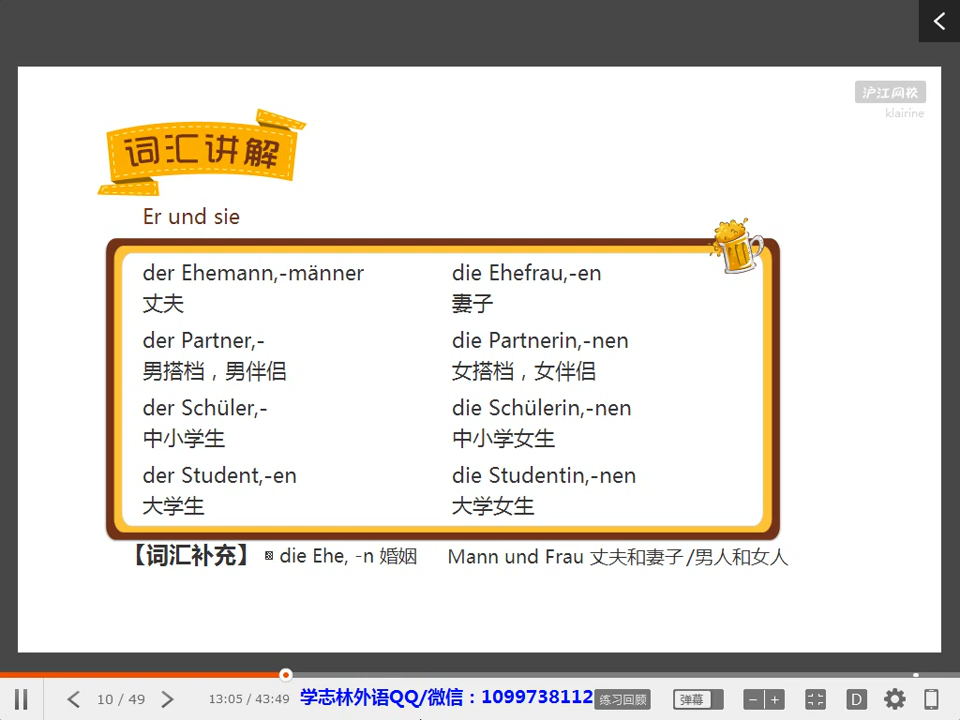 沪江网校
klairine
词汇讲解
Er und sie
der Ehemann,-männer
die Ehefrau,-en
丈夫
妻子
der Partner,-
die Partnerin,-nen
男搭档，男伴侣
女搭档，女伴侣
der Schüler,-
die Schülerin,-nen
中小学生
中小学女生
der Student,-en
die Studentin,-nen
大学生
大学女生
【词汇补充】 die Ehe, -n 婚姻 Mann und Frau 丈夫和妻子/男人和女人
10 / 49
13:05 / 43:49
学志林外语QQ/微信：1099738112
练习回顾
弹幕
D